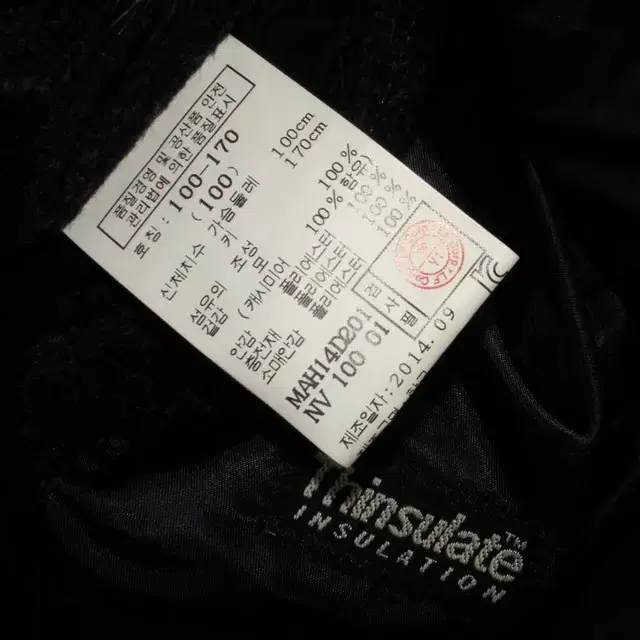 품질경영 및 공산품 안전
관리법에 의한 품질표시
호칭 : 100-170
(100)
신체치수 가슴둘레 100cm
키 170cm
섬유의 조성
겉감 모 100 %
(캐시미어 함유)
안감 폴리에스터 100 %
충전재 폴리에스터 100 %
소매안감 폴리에스터 100 %
MAH14D201
NV 100 01
검사필
제조일자: 2014. 09
Thinsulate™
INSULATION